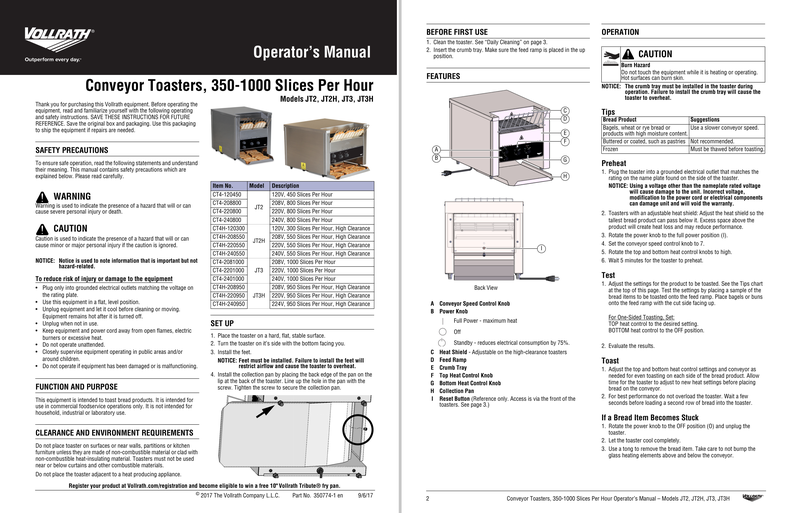 VOLLRATH®
Outperform every day.®
Operator's Manual
Conveyor Toasters, 350-1000 Slices Per Hour
Models JT2, JT2H, JT3, JT3H
Thank you for purchasing this Vollrath equipment. Before operating the
equipment, read and familiarize yourself with the following operating
and safety instructions. SAVE THESE INSTRUCTIONS FOR FUTURE
REFERENCE. Save the original box and packaging. Use this packaging
to ship the equipment if repairs are needed.
SAFETY PRECAUTIONS
To ensure safe operation, read the following statements and understand
their meaning. This manual contains safety precautions which are
explained below. Please read carefully.
WARNING
Warning is used to indicate the presence of a hazard that will or can
cause severe personal injury or death.
CAUTION
Caution is used to indicate the presence of a hazard that will or can
cause minor or major personal injury if the caution is ignored.
NOTICE: Notice is used to note information that is important but not
hazard-related.
To reduce risk of injury or damage to the equipment
• Plug only into grounded electrical outlets matching the voltage on
the rating plate.
• Use this equipment in a flat, level position.
• Unplug equipment and let it cool before cleaning or moving.
Equipment remains hot after it is turned off.
• Unplug when not in use.
• Keep equipment and power cord away from open flames, electric
burners or excessive heat.
• Do not operate unattended.
• Closely supervise equipment operating in public areas and/or
around children.
• Do not operate if equipment has been damaged or is malfunctioning.
FUNCTION AND PURPOSE
This equipment is intended to toast bread products. It is intended for
use in commercial foodservice operations only. It is not intended for
household, industrial or laboratory use.
CLEARANCE AND ENVIRONMENT REQUIREMENTS
Do not place toaster on surfaces or near walls, partitions or kitchen
furniture unless they are made of non-combustible material or clad with
non-combustible heat-insulating material. Toasters must not be used
near or below curtains and other combustible materials.
Do not place the toaster adjacent to a heat producing appliance.
Item No. Model Description
CT4-120450 JT2 120V, 450 Slices Per Hour
CT4-208800 208V, 800 Slices Per Hour
CT4-220800 220V, 800 Slices Per Hour
CT4-240800 240V, 800 Slices Per Hour
CT4H-120300 JT2H 120V, 300 Slices Per Hour, High Clearance
CT4H-208550 208V, 550 Slices Per Hour, High Clearance
CT4H-220550 220V, 550 Slices Per Hour, High Clearance
CT4H-240550 240V, 550 Slices Per Hour, High Clearance
CT4-2081000 JT3 208V, 1000 Slices Per Hour
CT4-2201000 220V, 1000 Slices Per Hour
CT4-2401000 240V, 1000 Slices Per Hour
CT4H-208950 JT3H 208V, 950 Slices Per Hour, High Clearance
CT4H-220950 220V, 950 Slices Per Hour, High Clearance
CT4H-240950 224V, 950 Slices Per Hour, High Clearance
SET UP
1. Place the toaster on a hard, flat, stable surface.
2. Turn the toaster on it's side with the bottom facing you.
3. Install the feet.
NOTICE: Feet must be installed. Failure to install the feet will
restrict airflow and cause the toaster to overheat.
4. Install the collection pan by placing the back edge of the pan on the
lip at the back of the toaster. Line up the hole in the pan with the
screw. Tighten the screw to secure the collection pan.
Register your product at Vollrath.com/registration and become eligible to win a free 10" Vollrath Tribute® fry pan.
© 2017 The Vollrath Company L.L.C. Part No. 350774-1 en 9/6/17
BEFORE FIRST USE
1. Clean the toaster. See "Daily Cleaning" on page 3.
2. Insert the crumb tray. Make sure the feed ramp is placed in the up
position.
FEATURES
A
B
C
D
E
F
G
H
I
Back View
A Conveyor Speed Control Knob
B Power Knob
Full Power - maximum heat
Off
Standby - reduces electrical consumption by 75%.
C Heat Shield - Adjustable on the high-clearance toasters
D Feed Ramp
E Crumb Tray
F Top Heat Control Knob
G Bottom Heat Control Knob
H Collection Pan
I Reset Button (Reference only. Access is via the front of the
toasters. See page 3.)
OPERATION
CAUTION
Burn Hazard
Do not touch the equipment while it is heating or operating.
Hot surfaces can burn skin.
NOTICE: The crumb tray must be installed in the toaster during
operation. Failure to install the crumb tray will cause the
toaster to overheat.
Tips
Bread Product Suggestions
Bagels, wheat or rye bread or
products with high moisture content. Use a slower conveyor speed.
Buttered or coated, such as pastries Not recommended.
Frozen Must be thawed before toasting.
Preheat
1. Plug the toaster into a grounded electrical outlet that matches the
rating on the name plate found on the side of the toaster.
NOTICE: Using a voltage other than the nameplate rated voltage
will cause damage to the unit. Incorrect voltage,
modification to the power cord or electrical components
can damage unit and will void the warranty.
2. Toasters with an adjustable heat shield: Adjust the heat shield so the
tallest bread product can pass below it. Excess space above the
product will create heat loss and may reduce performance.
3. Rotate the power knob to the full power position (I).
4. Set the conveyor speed control knob to 7.
5. Rotate the top and bottom heat control knobs to high.
6. Wait 5 minutes for the toaster to preheat.
Test
1. Adjust the settings for the product to be toasted. See the Tips chart
at the top of this page. Test the settings by placing a sample of the
bread items to be toasted onto the feed ramp. Place bagels or buns
onto the feed ramp with the cut side facing up.
For One-Sided Toasting, Set:
TOP heat control to the desired setting.
BOTTOM heat control to the OFF position.
2. Evaluate the results.
Toast
1. Adjust the top and bottom heat control settings and conveyor as
needed for even toasting on each side of the bread product. Allow
time for the toaster to adjust to new heat settings before placing
bread on the conveyor.
2. For best performance do not overload the toaster. Wait a few
seconds before loading a second row of bread into the toaster.
If a Bread Item Becomes Stuck
1. Rotate the power knob to the OFF position (O) and unplug the
toaster.
2. Let the toaster cool completely.
3. Use a tong to remove the bread item. Take care to not bump the
glass heating elements above and below the conveyor.
2 Conveyor Toasters, 350-1000 Slices Per Hour Operator's Manual – Models JT2, JT2H, JT3, JT3H VOLLRATH